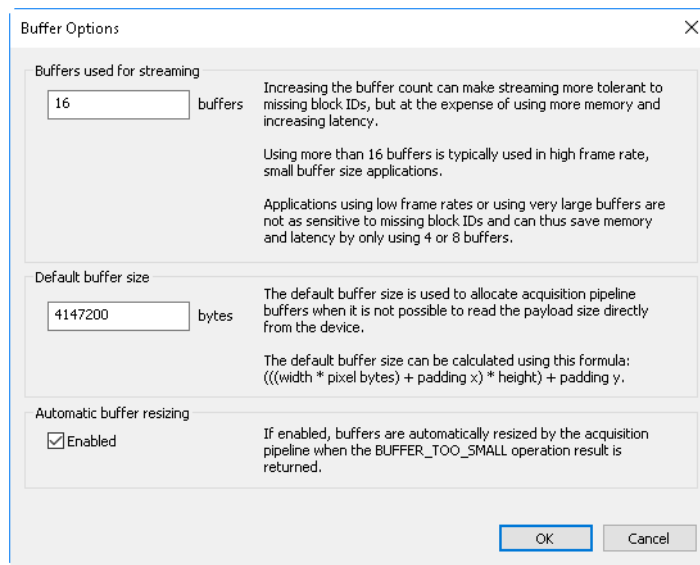 Buffer Options
Buffers used for streaming
16 buffers
Increasing the buffer count can make streaming more tolerant to
missing block IDs, but at the expense of using more memory and
increasing latency.
Using more than 16 buffers is typically used in high frame rate,
small buffer size applications.
Applications using low frame rates or using very large buffers are
not as sensitive to missing block IDs and can thus save memory
and latency by only using 4 or 8 buffers.
Default buffer size
4147200 bytes
The default buffer size is used to allocate acquisition pipeline
buffers when it is not possible to read the payload size directly
from the device.
The default buffer size can be calculated using this formula:
(((width * pixel bytes) + padding x) * height) + padding y.
Automatic buffer resizing
Enabled
If enabled, buffers are automatically resized by the acquisition
pipeline when the BUFFER_TOO_SMALL operation result is
returned.
OK Cancel